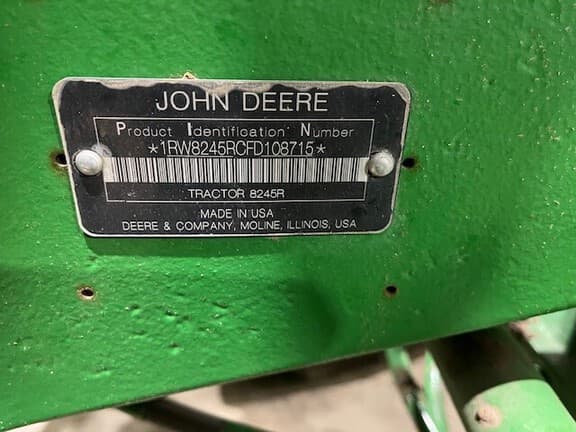 JOHN DEERE
Product Identification Number
*1RW8245RCFD108715*
TRACTOR 8245R
MADE IN USA
DEERE & COMPANY, MOLINE, ILLINOIS, USA